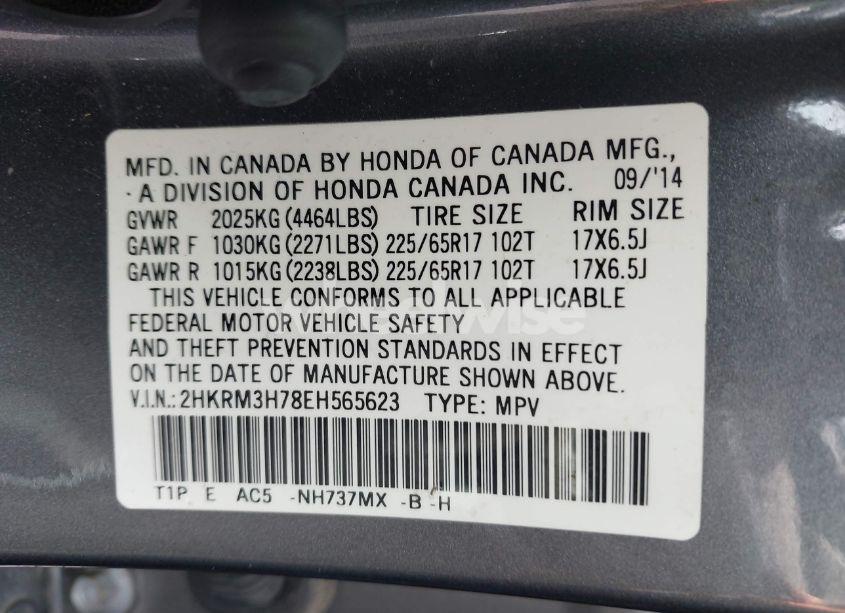 MFD. IN CANADA BY HONDA OF CANADA MFG.,
A DIVISION OF HONDA CANADA INC. 09/'14
GVWR 2025KG (4464LBS) TIRE SIZE RIM SIZE
GAWR F 1030KG (2271LBS) 225/65R17 102T 17X6.5J
GAWR R 1015KG (2238LBS) 225/65R17 102T 17X6.5J
THIS VEHICLE CONFORMS TO ALL APPLICABLE
FEDERAL MOTOR VEHICLE SAFETY
AND THEFT PREVENTION STANDARDS IN EFFECT
ON THE DATE OF MANUFACTURE SHOWN ABOVE.
V.I.N.: 2HKRM3H78EH565623 TYPE: MPV
T1P E AC5 -NH737MX -B -H